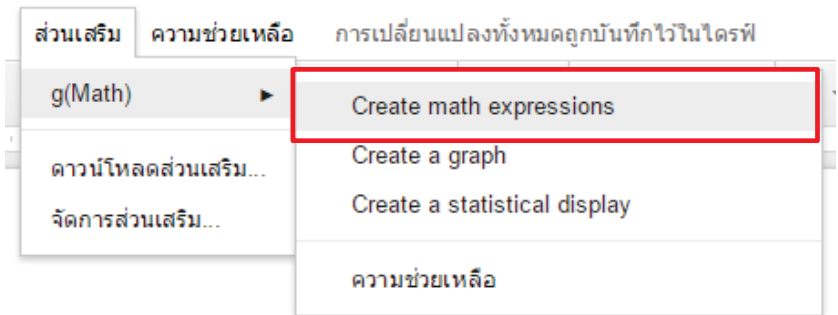 ส่วนเสริม ความช่วยเหลือ การเปลี่ยนแปลงทั้งหมดถูกบันทึกไว้ในไดรฟ์
g(Math) ►
Create math expressions
Create a graph
Create a statistical display
ความช่วยเหลือ
ดาวน์โหลดส่วนเสริม...
จัดการส่วนเสริม...